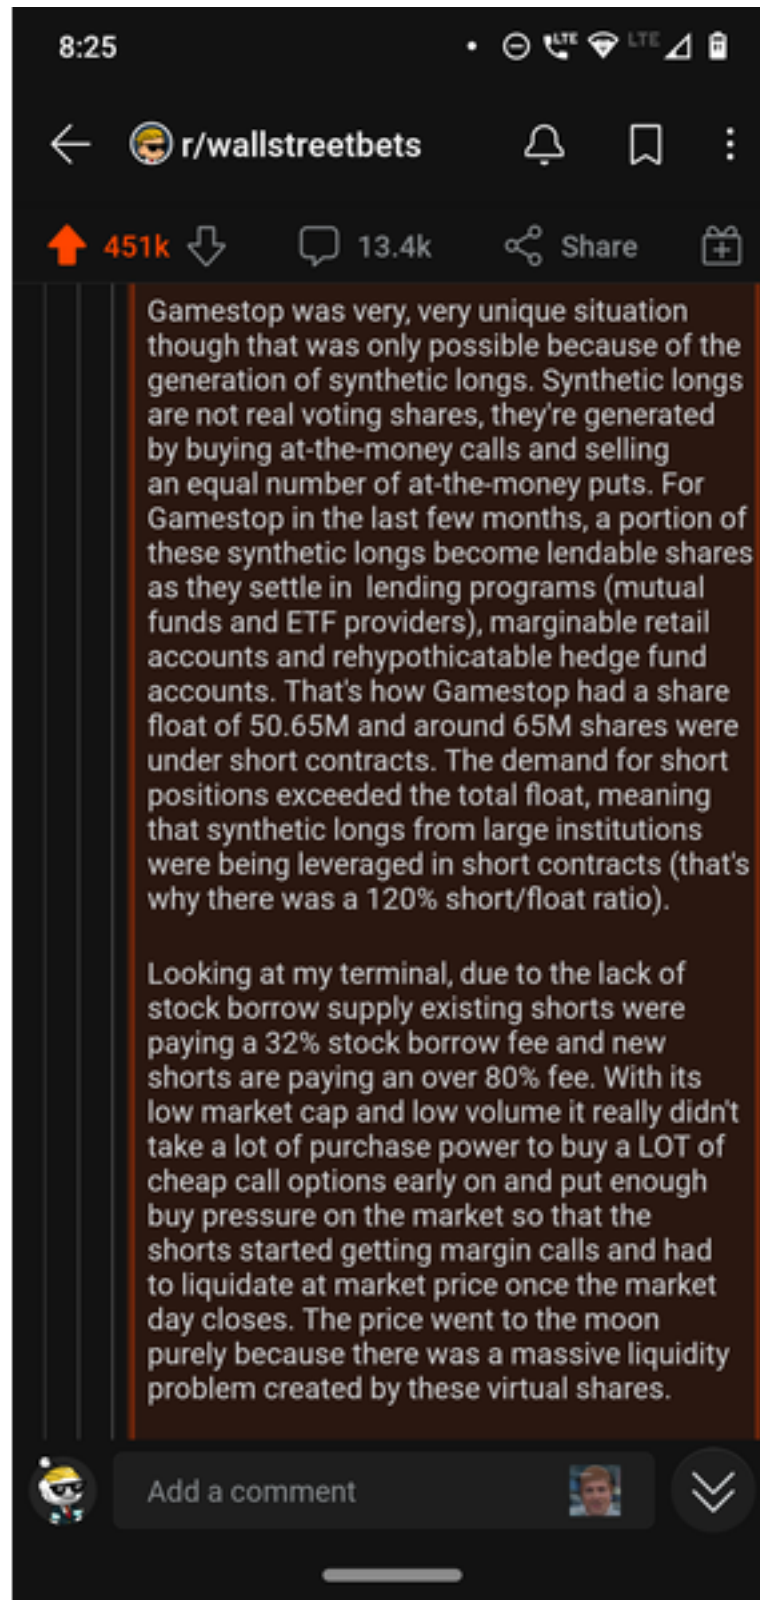 8:25
LTE LTE
r/wallstreetbets
451k 13.4k Share
Gamestop was very, very unique situation
though that was only possible because of the
generation of synthetic longs. Synthetic longs
are not real voting shares, they're generated
by buying at-the-money calls and selling
an equal number of at-the-money puts. For
Gamestop in the last few months, a portion of
these synthetic longs become lendable shares
as they settle in  lending programs (mutual
funds and ETF providers), marginable retail
accounts and rehypothicatable hedge fund
accounts. That's how Gamestop had a share
float of 50.65M and around 65M shares were
under short contracts. The demand for short
positions exceeded the total float, meaning
that synthetic longs from large institutions
were being leveraged in short contracts (that's
why there was a 120% short/float ratio).
Looking at my terminal, due to the lack of
stock borrow supply existing shorts were
paying a 32% stock borrow fee and new
shorts are paying an over 80% fee. With its
low market cap and low volume it really didn't
take a lot of purchase power to buy a LOT of
cheap call options early on and put enough
buy pressure on the market so that the
shorts started getting margin calls and had
to liquidate at market price once the market
day closes. The price went to the moon
purely because there was a massive liquidity
problem created by these virtual shares.
Add a comment